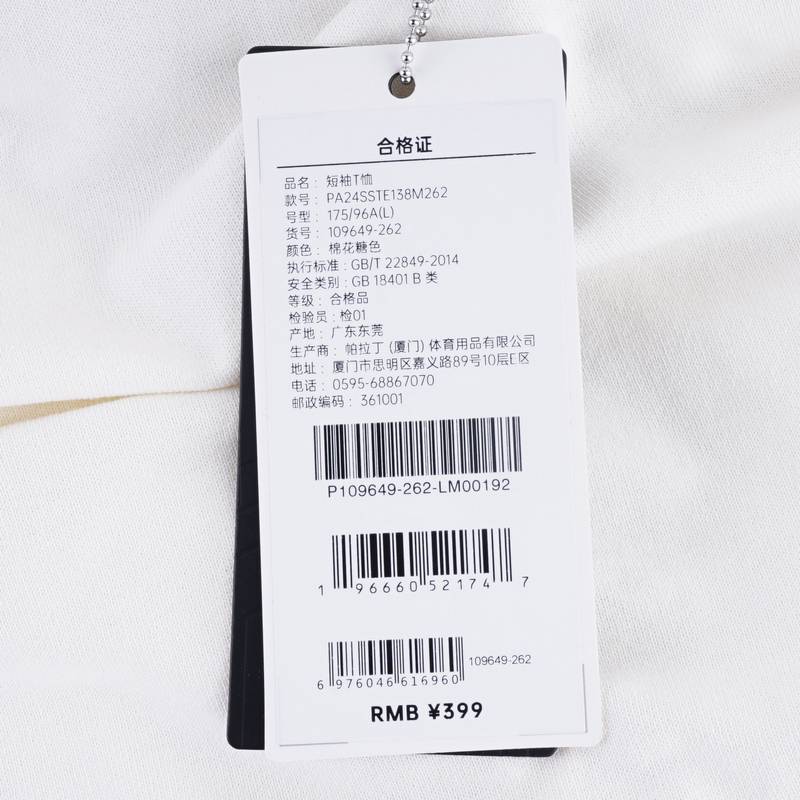 合格证
品名：短袖T恤
款号：PA24SSTE138M262
号型：175/96A(L)
货号：109649-262
颜色：棉花糖色
执行标准：GB/T 22849-2014
安全类别：GB 18401 B 类
等级：合格品
检验员：检01
产地：广东东莞
生产商：帕拉丁 (厦门) 体育用品有限公司
地址：厦门市思明区嘉义路89号10层E区
电话：0595-68867070
邮政编码：361001
P109649-262-LM00192
1 96660 52174 7
109649-262
6 976046 616960
RMB ¥399